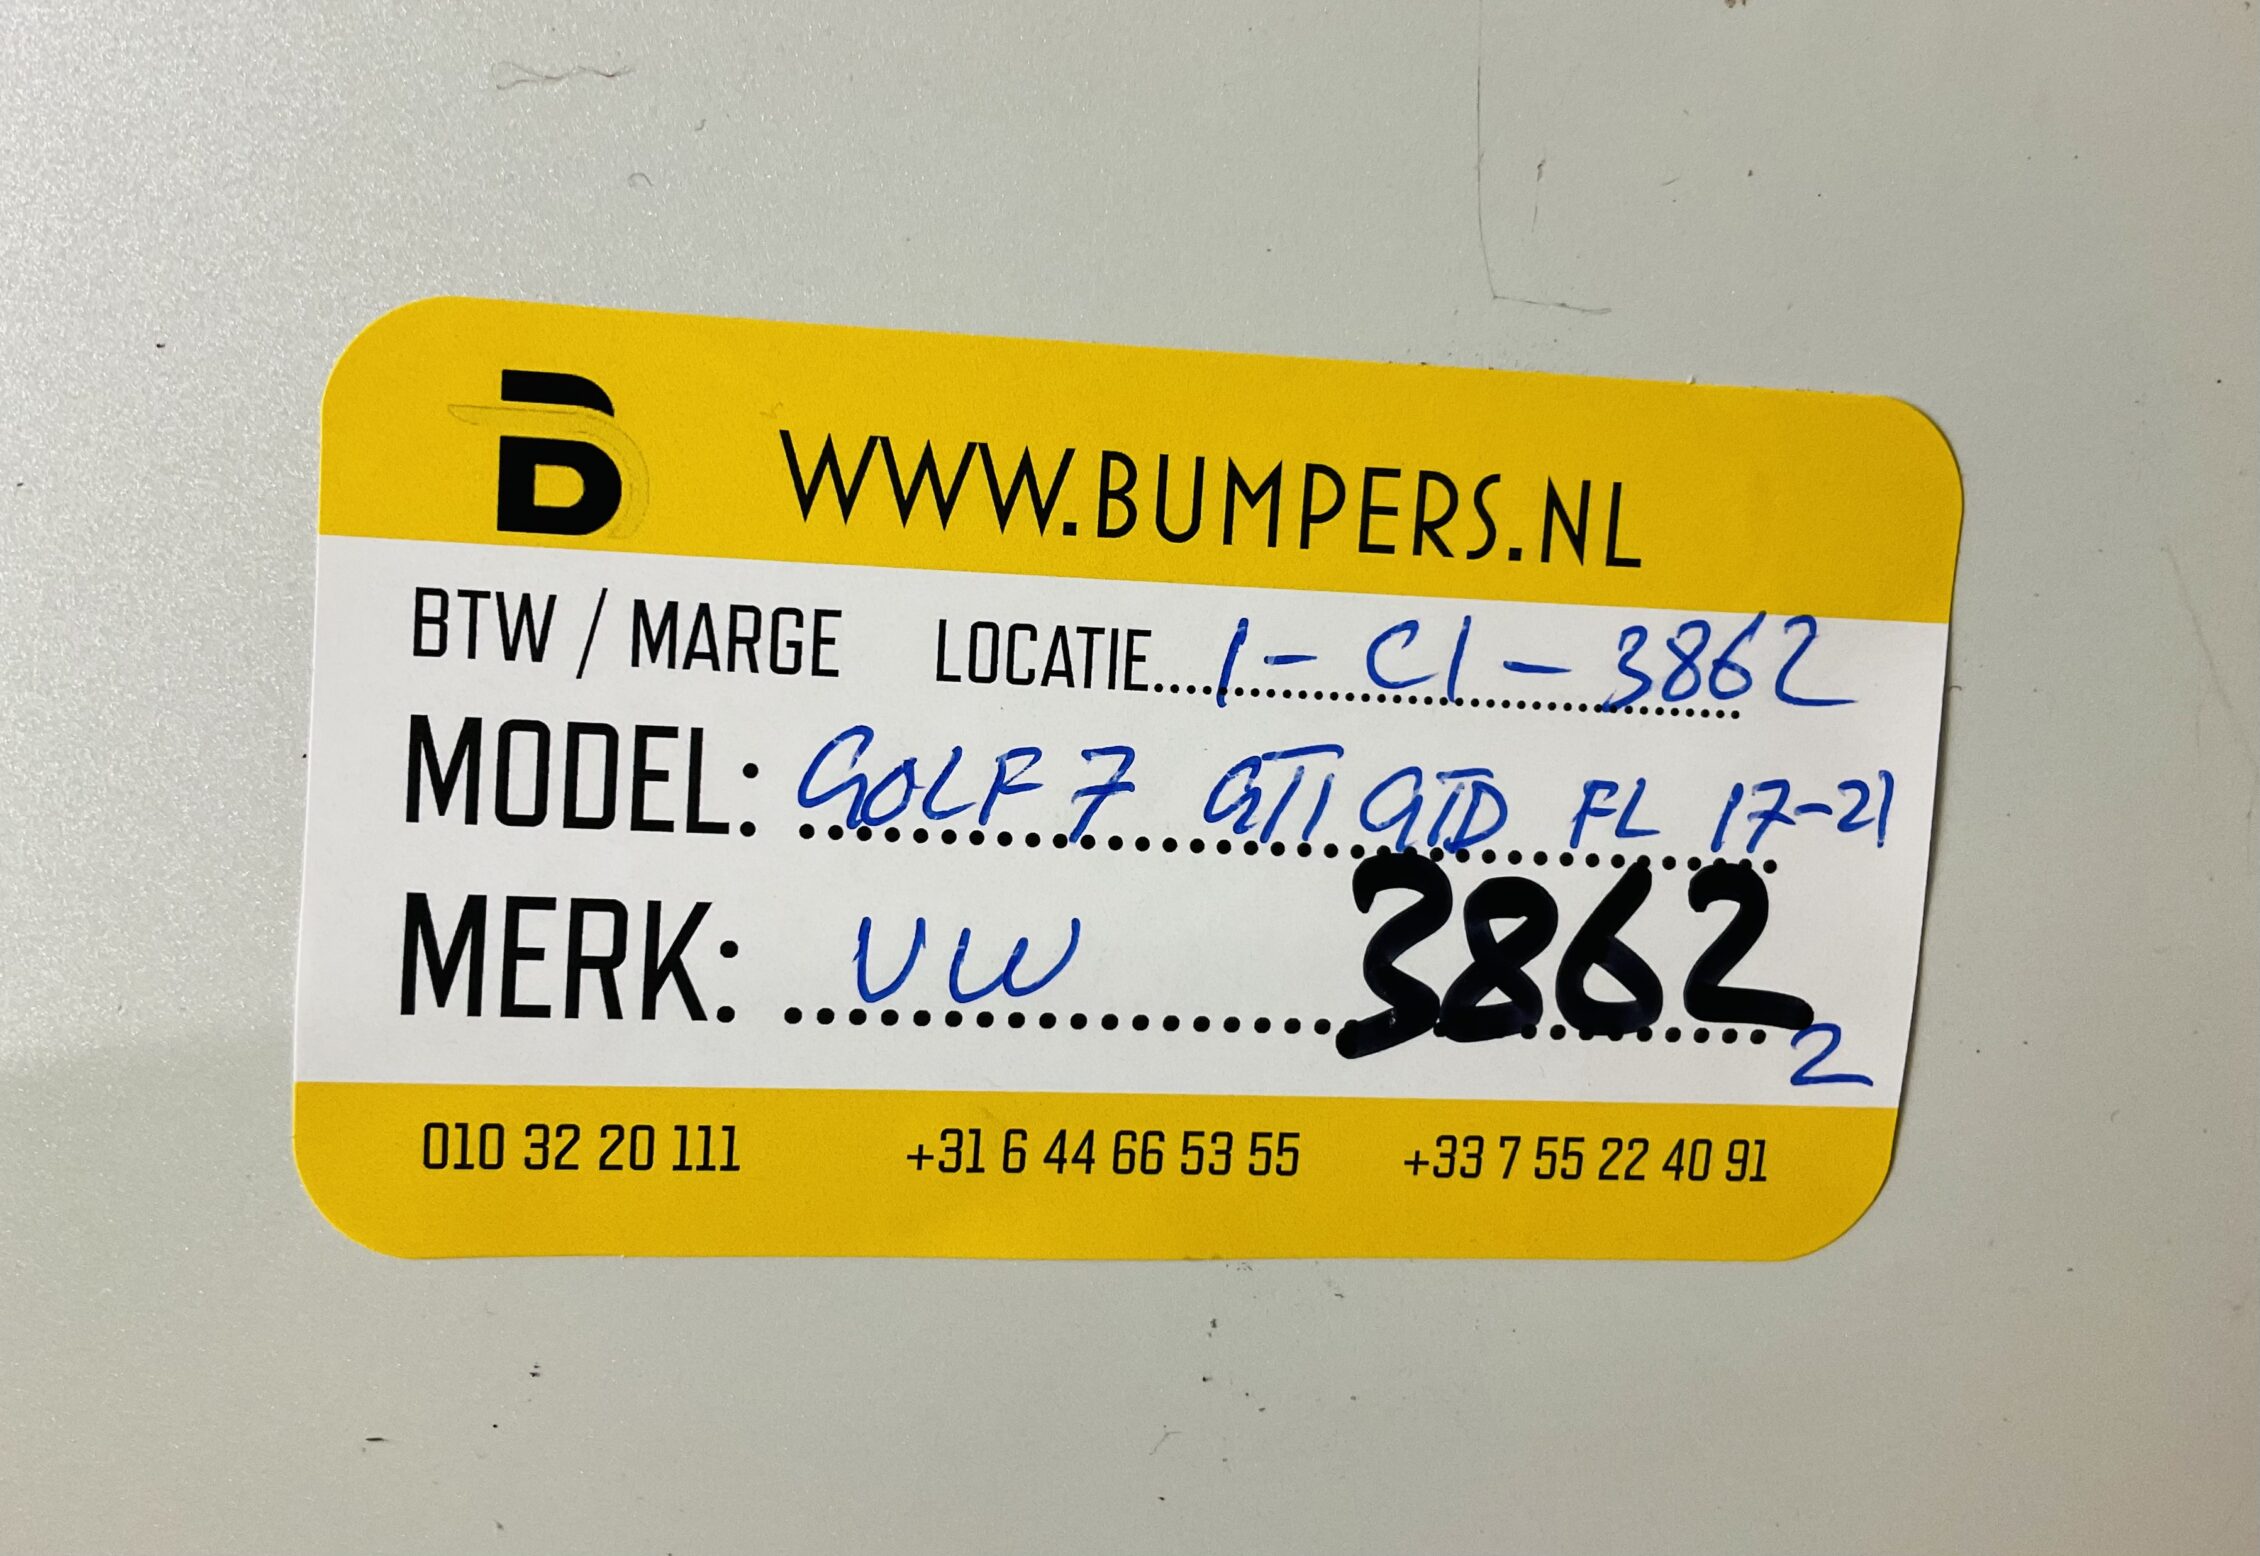 B WWW.BUMPERS.NL
BTW / MARGE LOCATIE.......1-C1-3862
MODEL: GOLF 7 GTI GTD FL 17-21
MERK: VW 3862
2
010 32 20 111 +31 6 44 66 53 55 +33 7 55 22 40 91